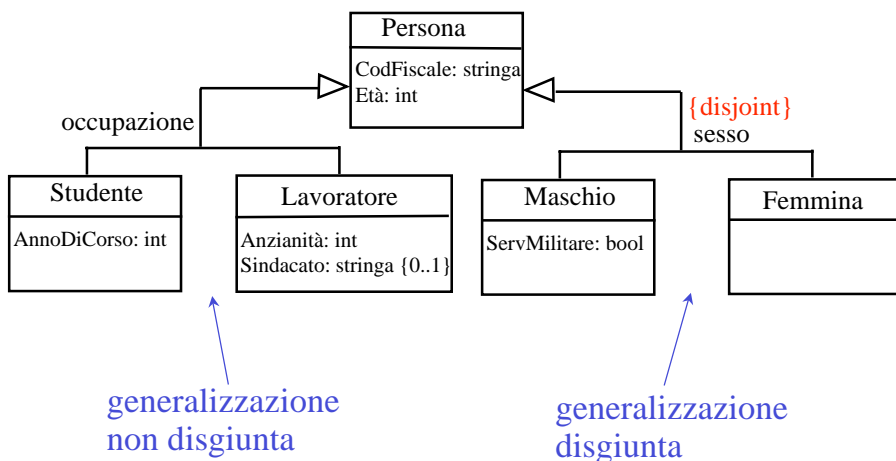 Persona
CodFiscale: stringa
Età: int
occupazione
{disjoint}
sesso
Studente
AnnoDiCorso: int
Lavoratore
Anzianità: int
Sindacato: stringa {0..1}
Maschio
ServMilitare: bool
Femmina
generalizzazione
non disgiunta
generalizzazione
disgiunta